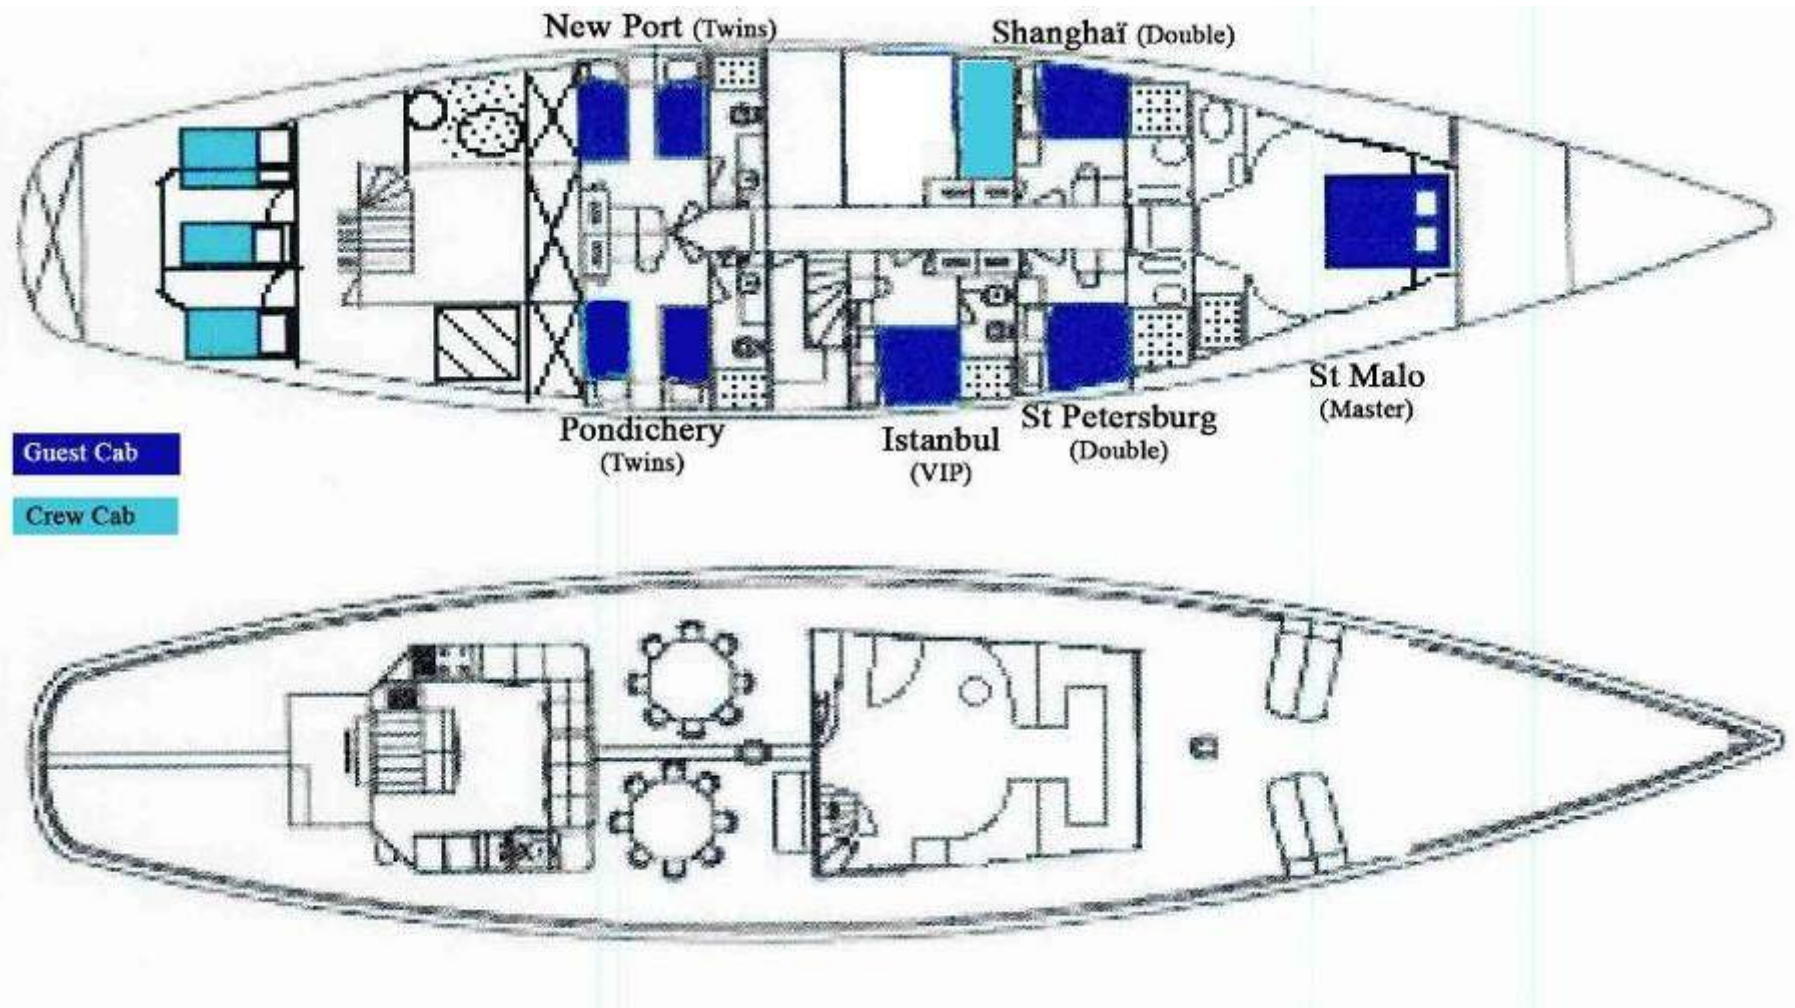 New Port (Twins)
Shanghaï (Double)
St Malo
(Master)
Pondichery
(Twins)
Istanbul
(VIP)
St Petersburg
(Double)
Guest Cab
Crew Cab